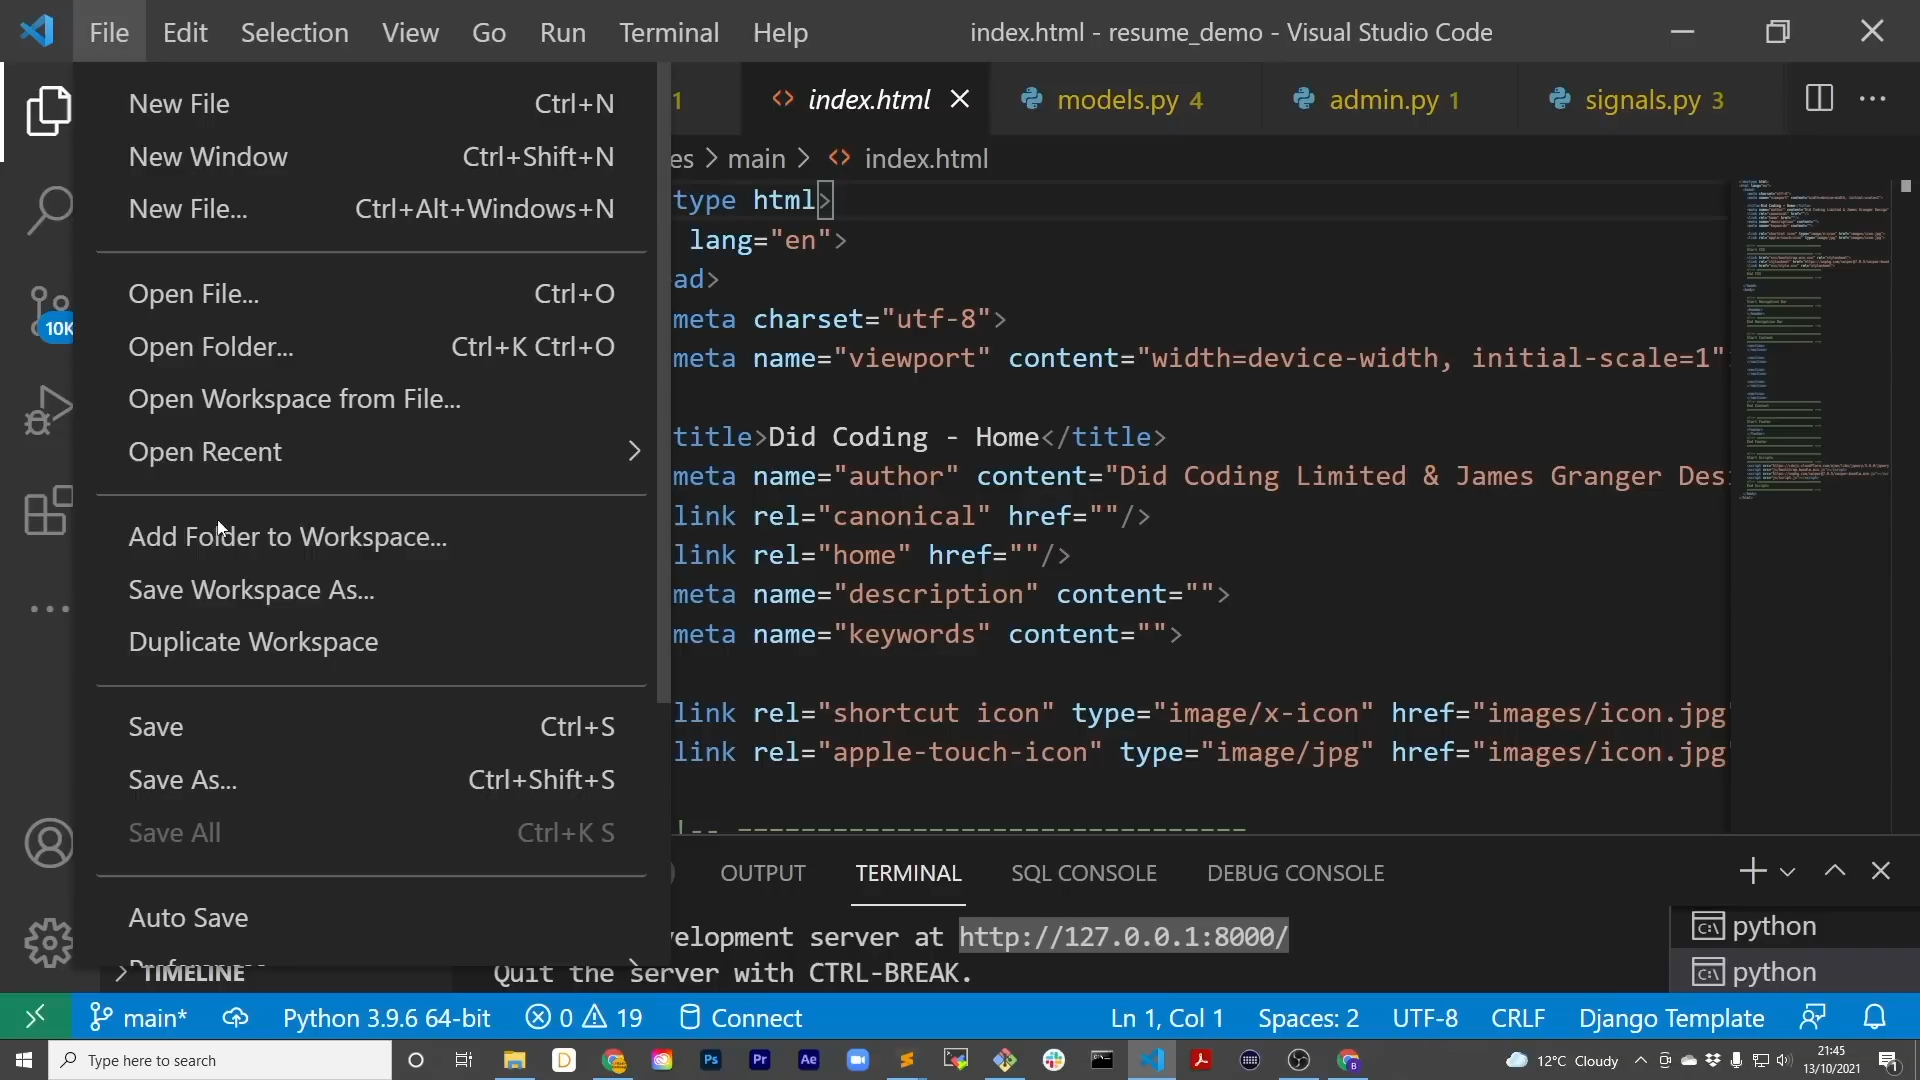 File Edit Selection View Go Run Terminal Help index.html - resume_demo - Visual Studio Code
New File Ctrl+N
New Window Ctrl+Shift+N
New File... Ctrl+Alt+Windows+N
Open File... Ctrl+O
Open Folder... Ctrl+K Ctrl+O
Open Workspace from File...
Open Recent
Add Folder to Workspace...
Save Workspace As...
Duplicate Workspace
Save Ctrl+S
Save As... Ctrl+Shift+S
Save All Ctrl+K S
Auto Save
TIMELINE
10K
1 index.html models.py 4 admin.py 1 signals.py 3
es > main > index.html
type html>
lang="en">
ad>
meta charset="utf-8">
meta name="viewport" content="width=device-width, initial-scale=1"
title>Did Coding - Home</title>
meta name="author" content="Did Coding Limited & James Granger Des
link rel="canonical" href=""/>
link rel="home" href=""/>
meta name="description" content="">
meta name="keywords" content="">
link rel="shortcut icon" type="image/x-icon" href="images/icon.jpg
link rel="apple-touch-icon" type="image/jpg" href="images/icon.jpg
!-- --------------------------------
OUTPUT TERMINAL SQL CONSOLE DEBUG CONSOLE
velopment server at http://127.0.0.1:8000/
Quit the server with CTRL-BREAK.
python
python
main* Python 3.9.6 64-bit 0 19 Connect Ln 1, Col 1 Spaces: 2 UTF-8 CRLF Django Template
Type here to search D Ps Pr Ae 12°C Cloudy 21:45
13/10/2021 1